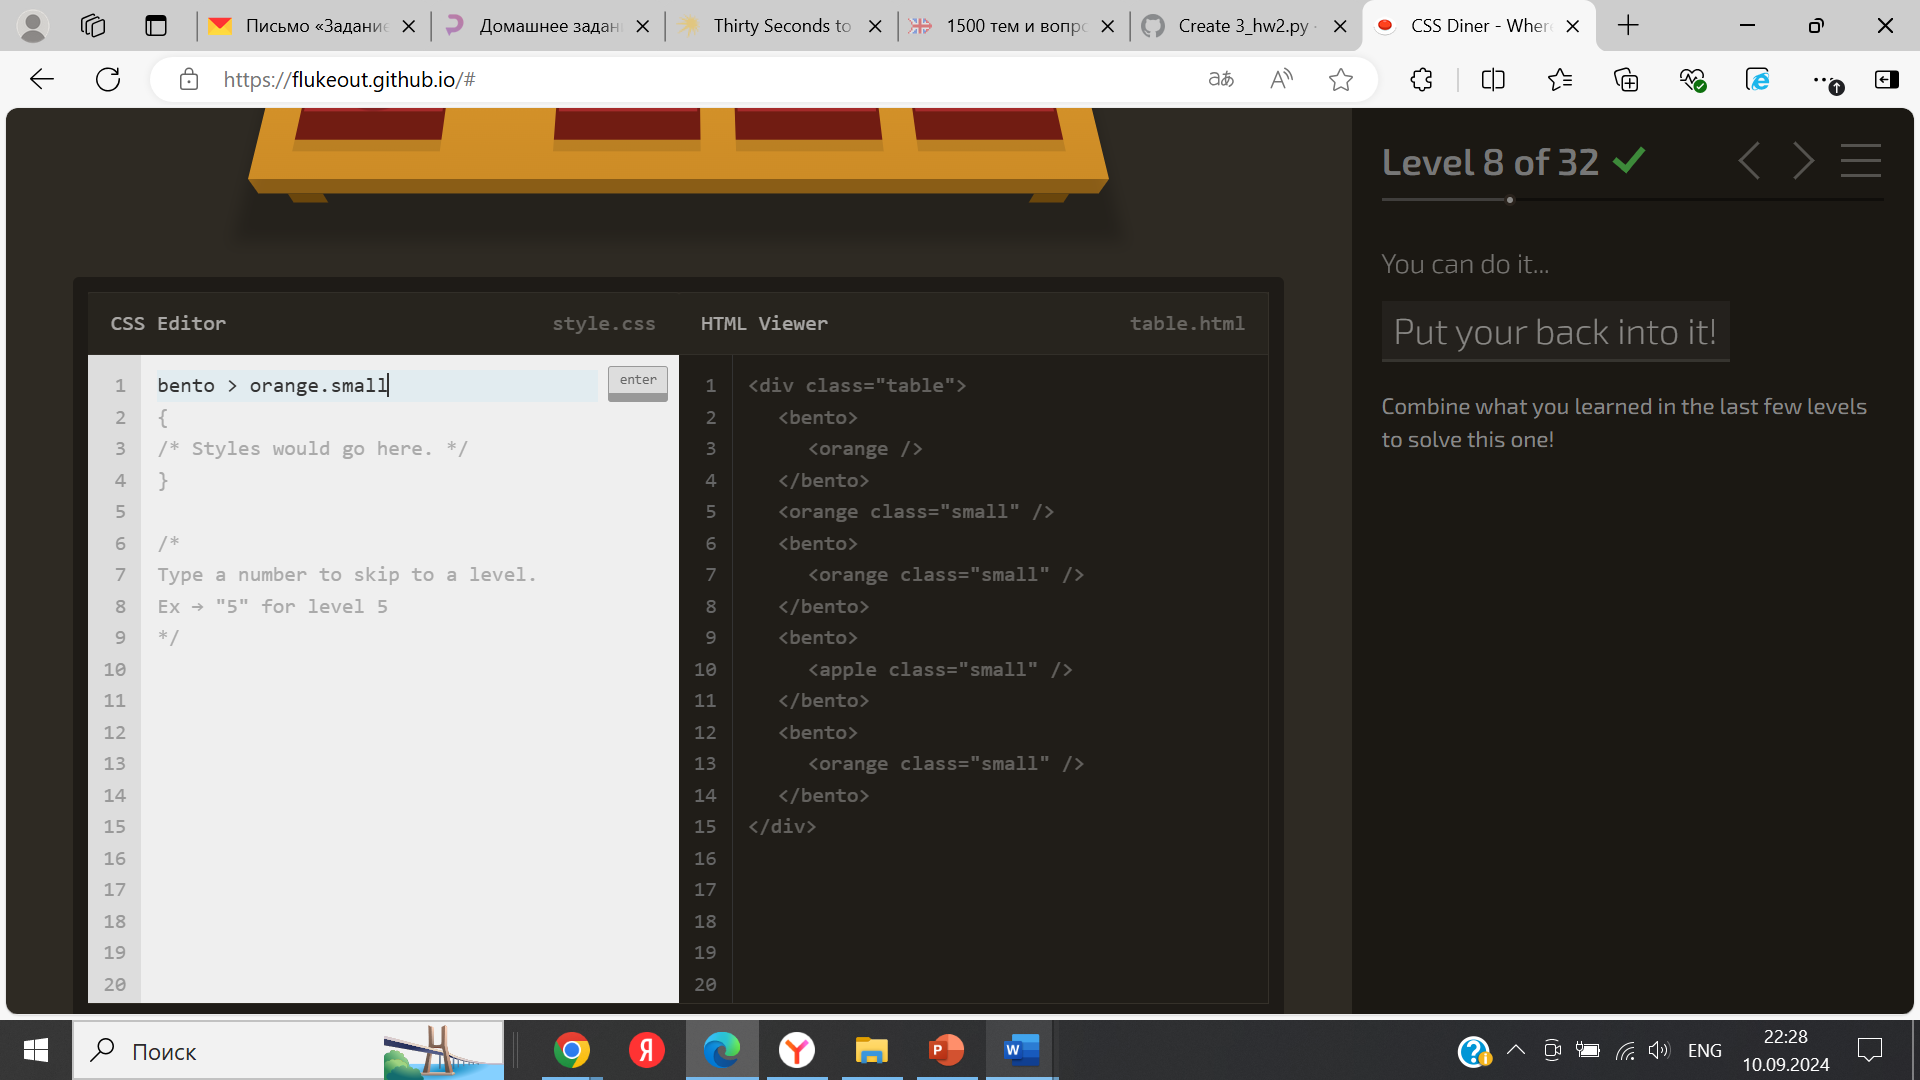 Письмо «Задание
Домашнее задани
Thirty Seconds to
1500 тем и вопро
Create 3_hw2.py ·
CSS Diner - Where
https://flukeout.github.io/#
Level 8 of 32
You can do it...
Put your back into it!
Combine what you learned in the last few levels
to solve this one!
CSS Editor
style.css
1 bento > orange.small
2 {
3 /* Styles would go here. */
4 }
5
6 /*
7 Type a number to skip to a level.
8 Ex → "5" for level 5
9 */
10
11
12
13
14
15
16
17
18
19
20
enter
HTML Viewer
table.html
1 <div class="table">
2 <bento>
3 <orange />
4 </bento>
5 <orange class="small" />
6 <bento>
7 <orange class="small" />
8 </bento>
9 <bento>
10 <apple class="small" />
11 </bento>
12 <bento>
13 <orange class="small" />
14 </bento>
15 </div>
16
17
18
19
20
Поиск
ENG
22:28
10.09.2024